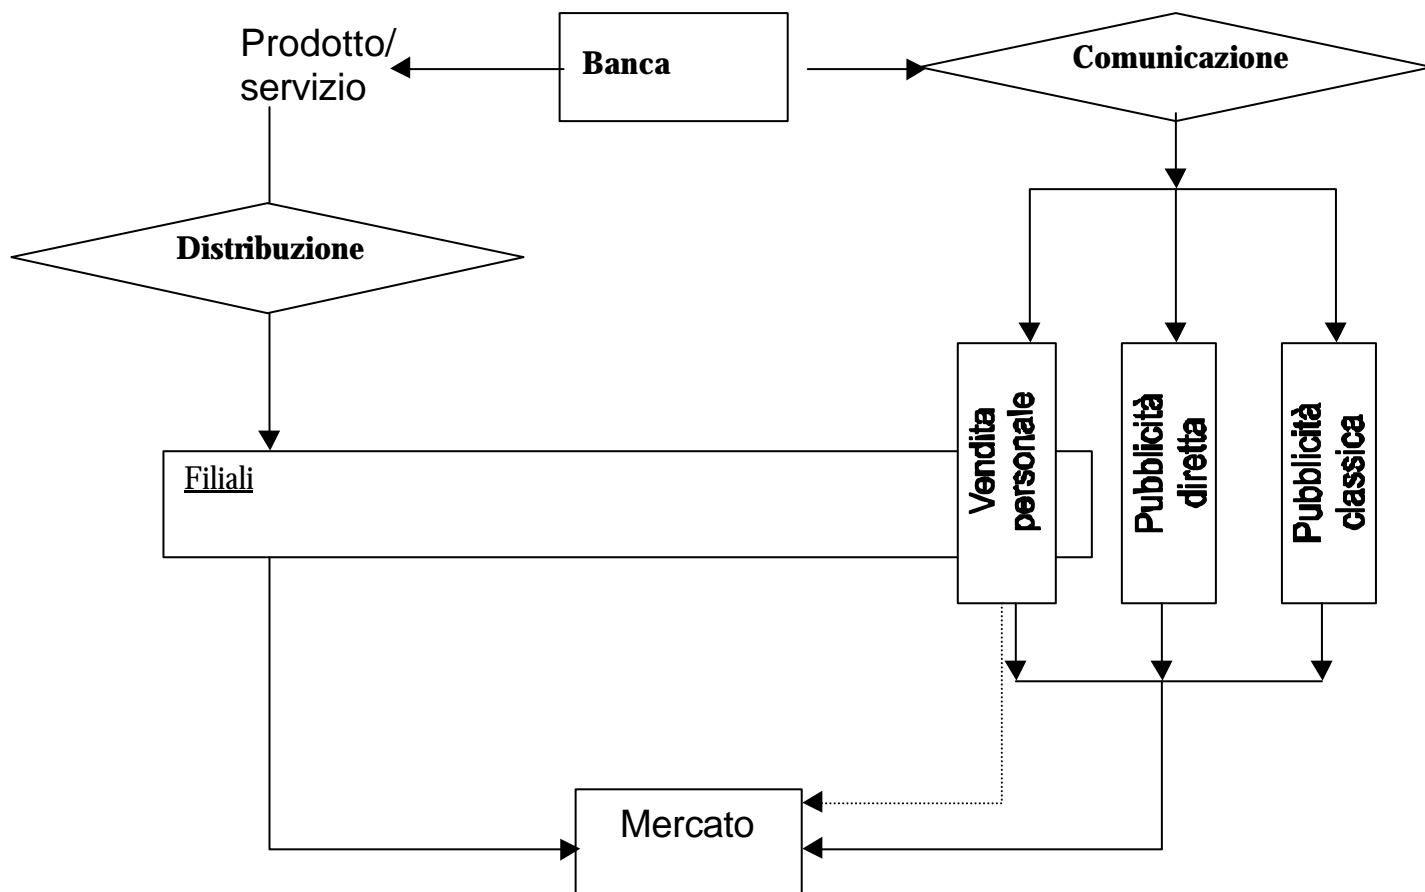 Prodotto/
servizio
Banca
Comunicazione
Distribuzione
Filiali
Vendita
personale
Pubblicità
diretta
Pubblicità
classica
Mercato